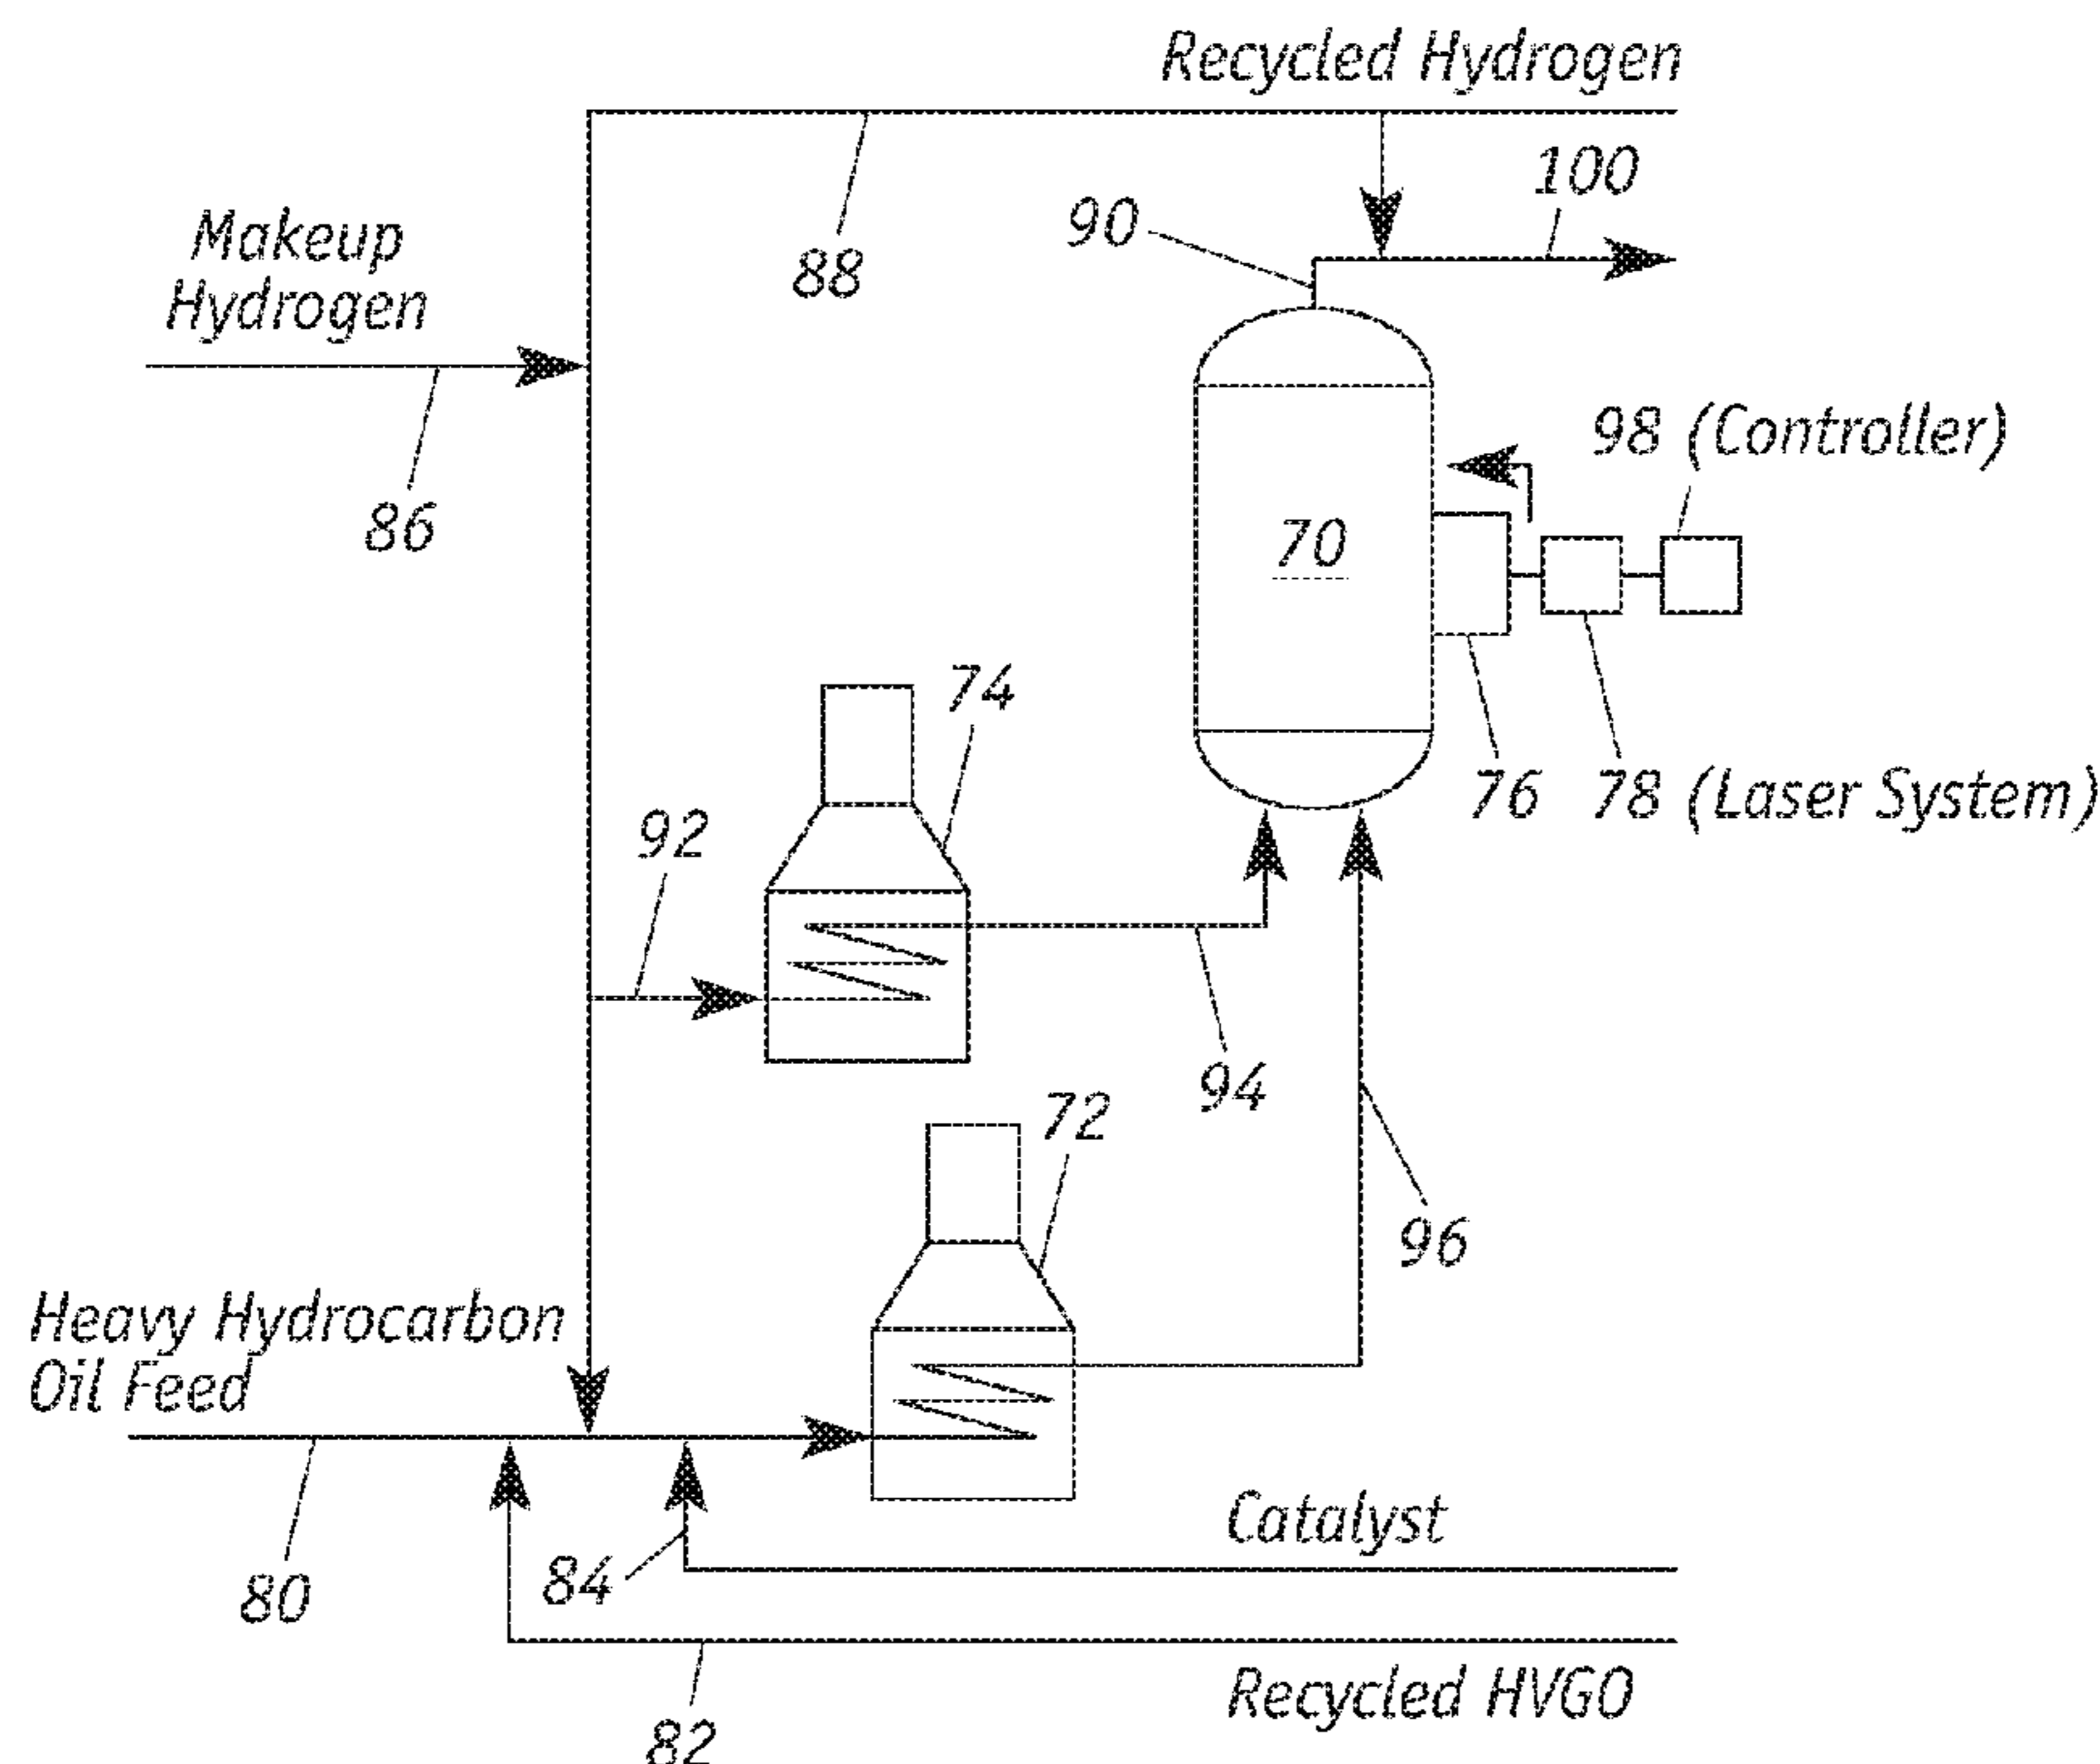 Recycled Hydrogen
100
90
Makeup
Hydrogen
88
98 (Controller)
86
70
74
76
78 (Laser System)
92
94
72
96
Heavy Hydrocarbon
Oil Feed
Catalyst
84
80
Recycled HVGO
82